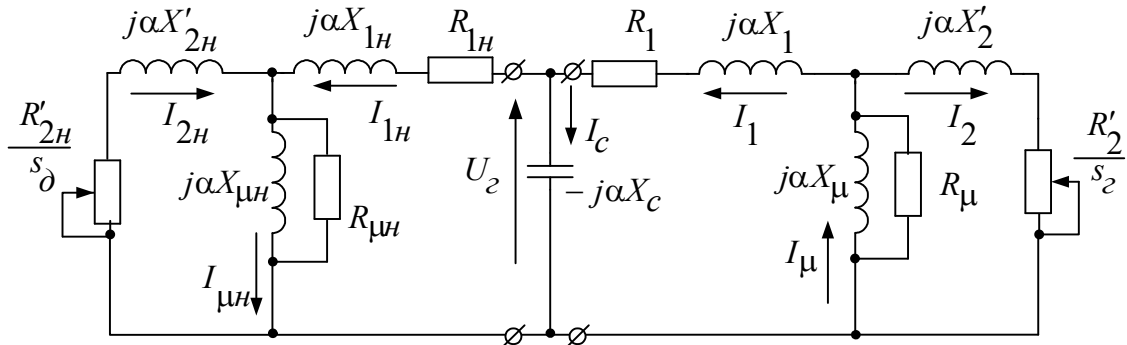 jαX′2н
jαX1н
R1н
R1
jαX1
jαX′2
I2н
I1н
Iс
I1
I2
R′2н
sд
Uг
R′2
sг
jαXμн
Rμн
− jαXc
jαXμ
Rμ
Iμн
Iμ